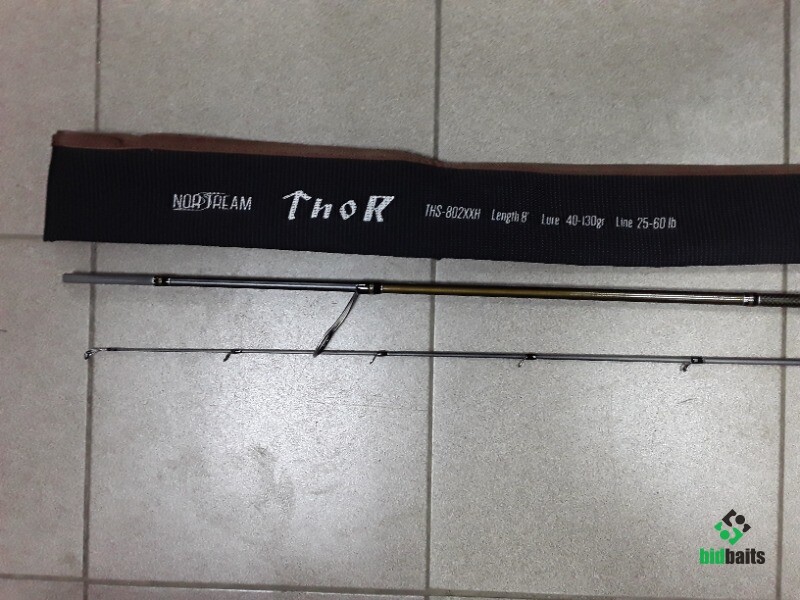 NORSTREAM ThoR THS-802XXH Length 8' Lure 40-130gr Line 25-60 lb
bidbaits